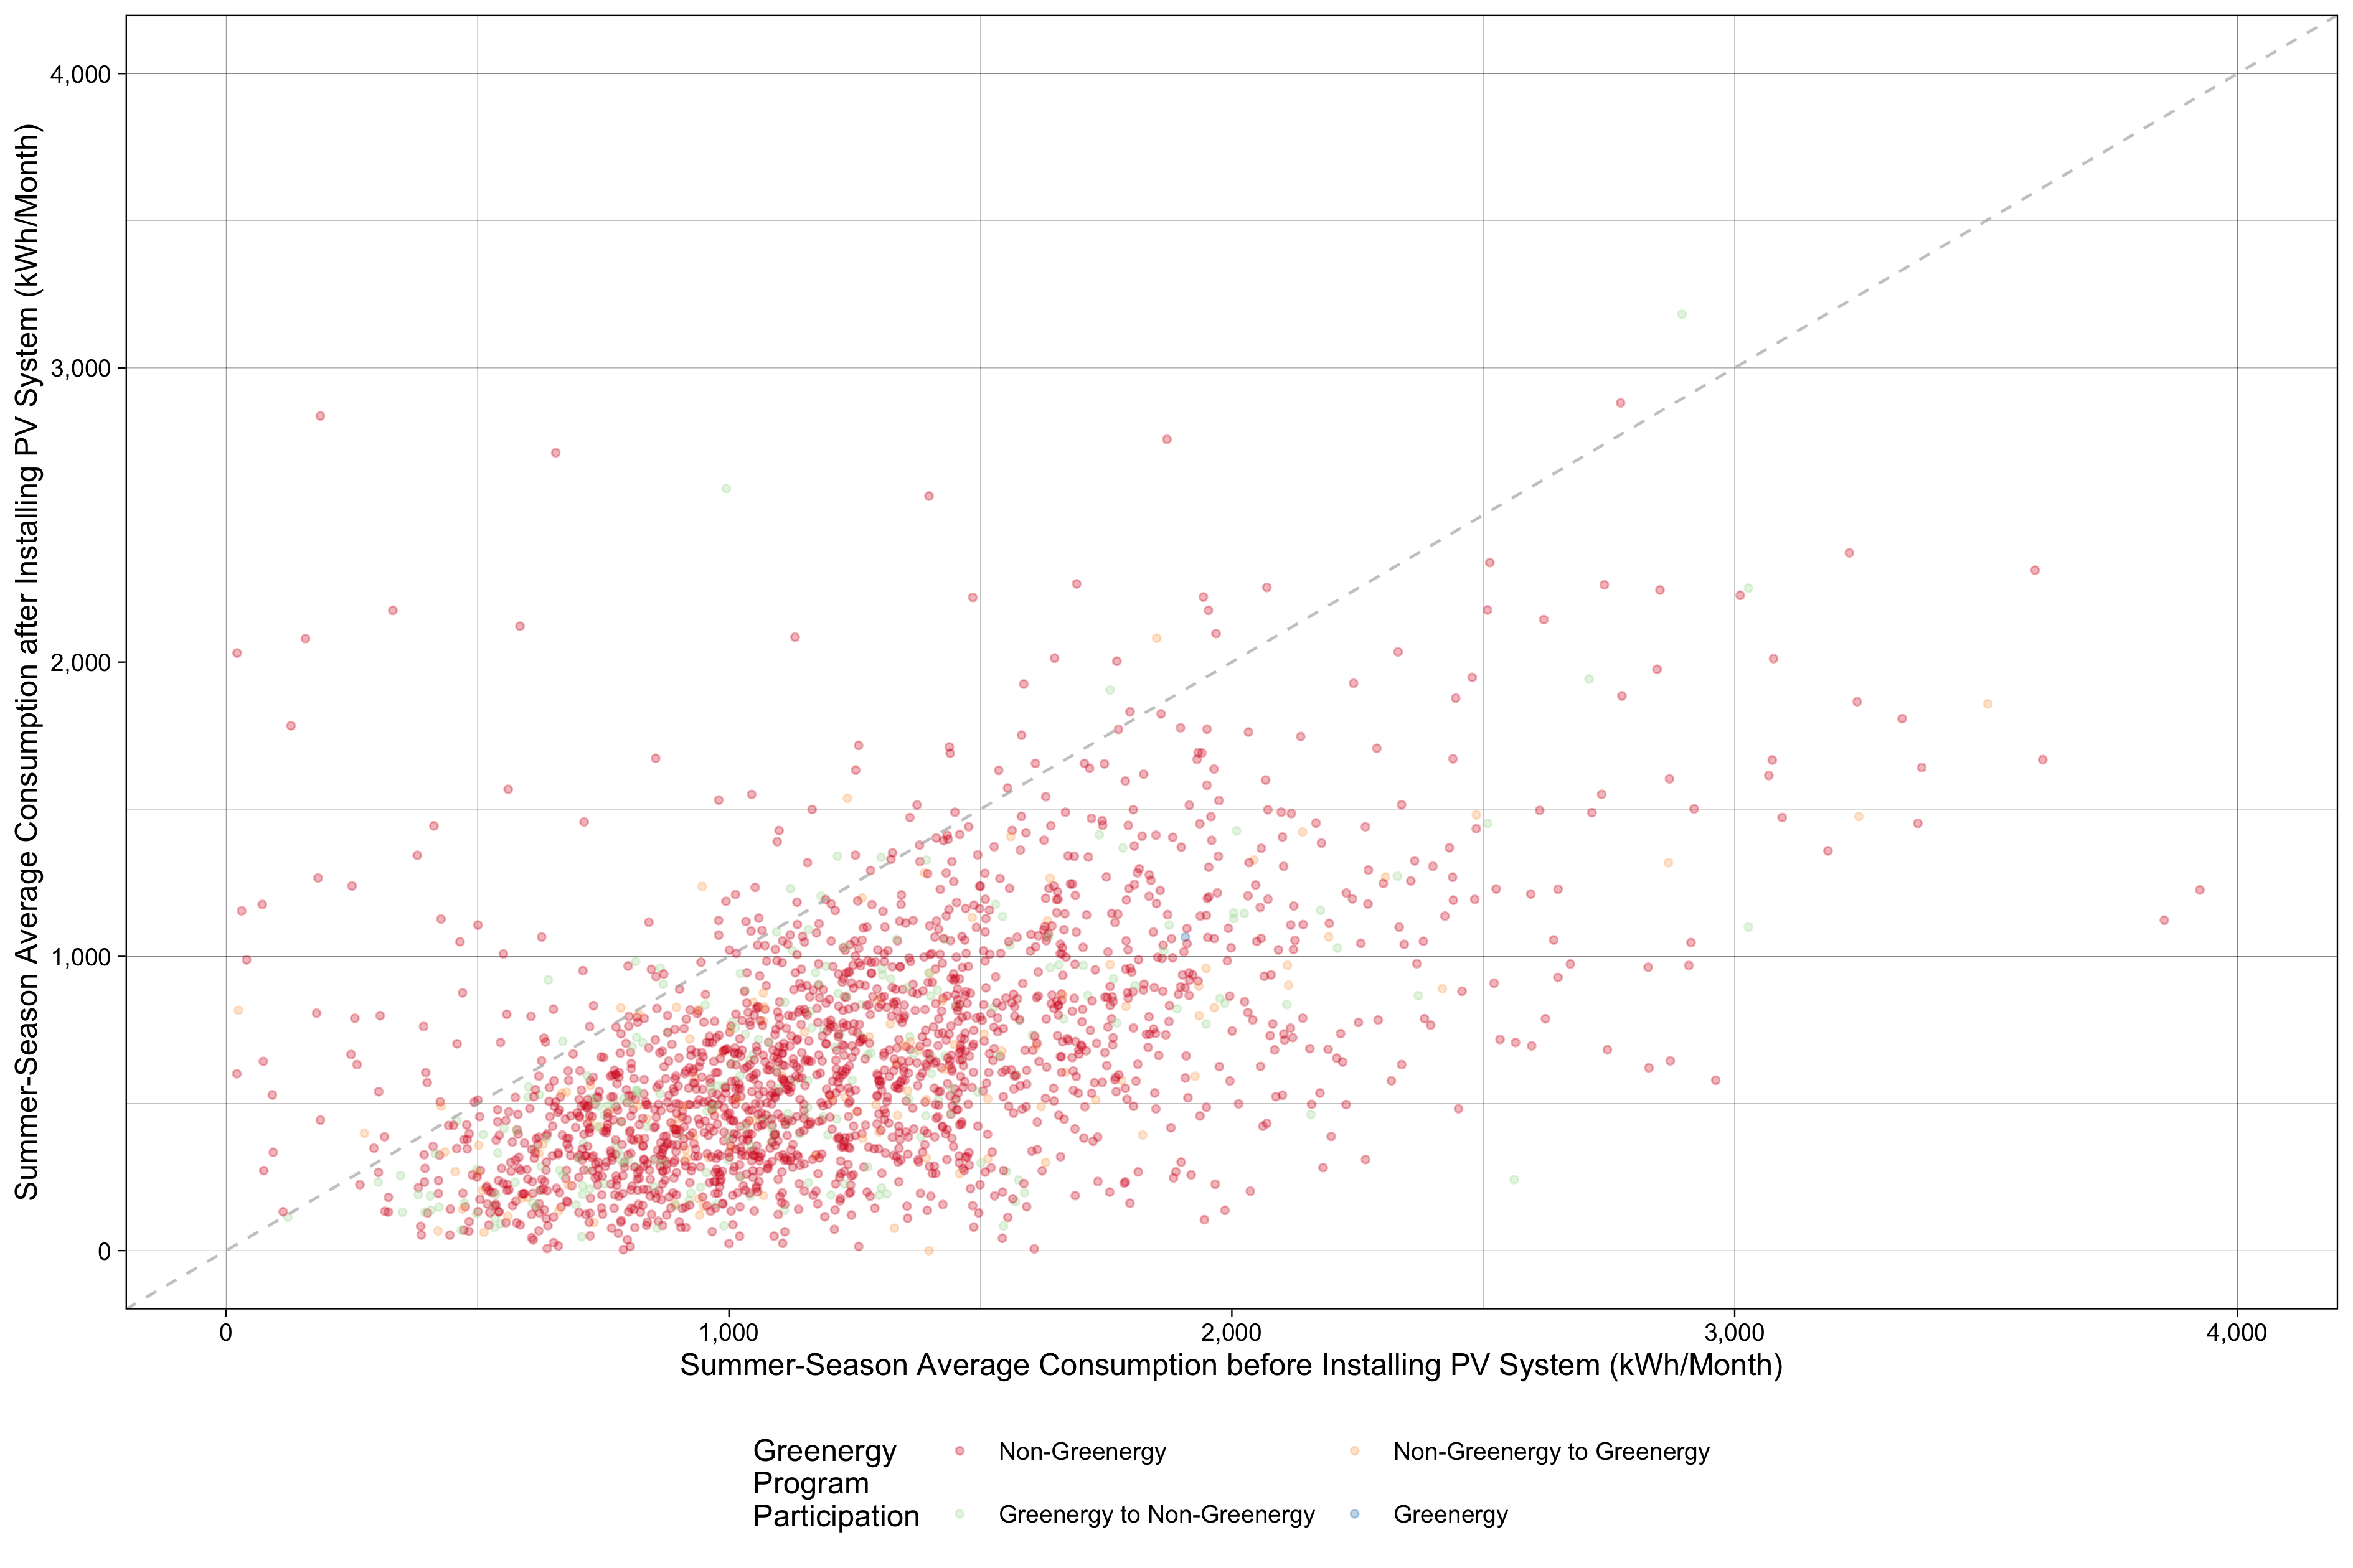 Summer-Season Average Consumption after Installing PV System (kWh/Month)
4,000
3,000
2,000
1,000
0
0
1,000
2,000
3,000
4,000
Summer-Season Average Consumption before Installing PV System (kWh/Month)
Greenergy
Program
Participation
Non-Greenergy
Non-Greenergy to Greenergy
Greenergy to Non-Greenergy
Greenergy